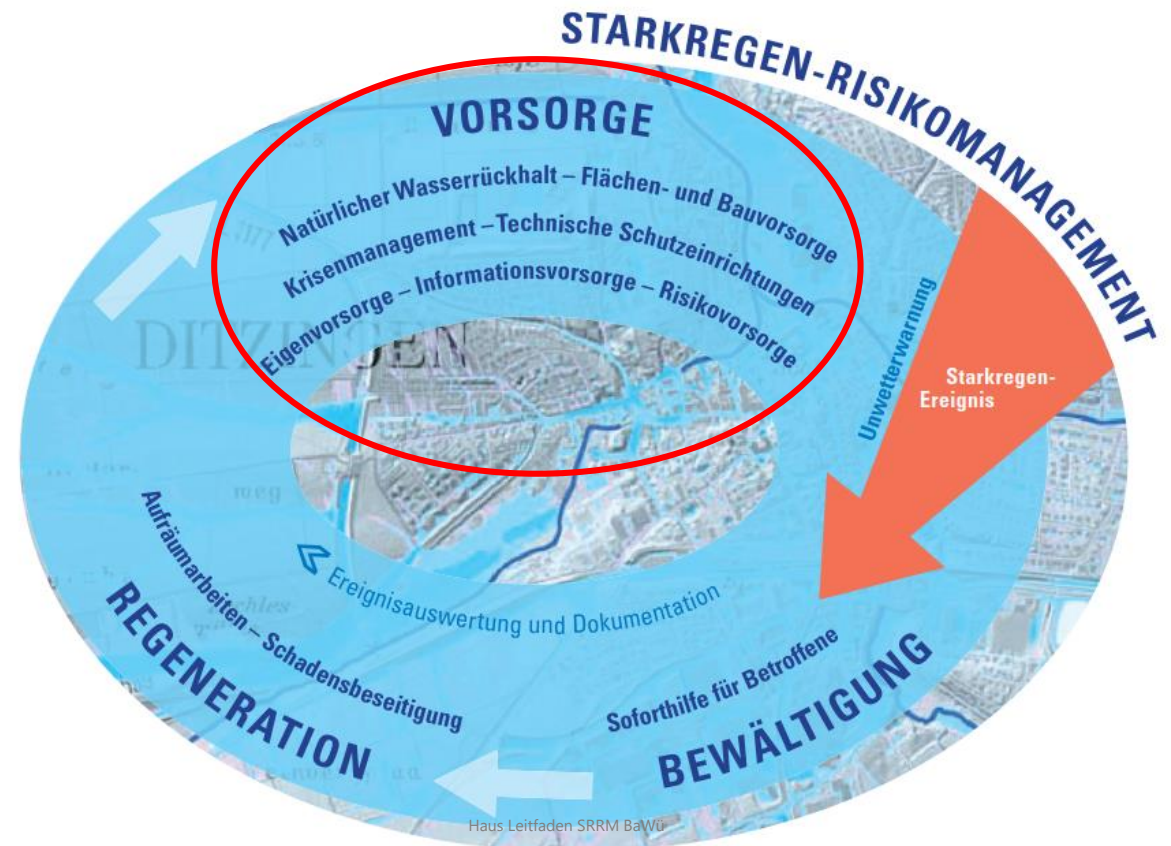 STARKREGEN-RISIKOMANAGEMENT
VORSORGE
Natürlicher Wasserrückhalt – Flächen- und Bauvorsorge
Krisenmanagement – Technische Schutzeinrichtungen
Eigenvorsorge – Informationsvorsorge – Risikovorsorge
DITZINGEN
Unwetterwarnung
Starkregen-
Ereignis
weg
Ereignisauswertung und Dokumentation
Aufräumarbeiten – Schadensbeseitigung
REGENERATION
Soforthilfe für Betroffene
BEWÄLTIGUNG
Haus Leitfaden SRRM BaWü